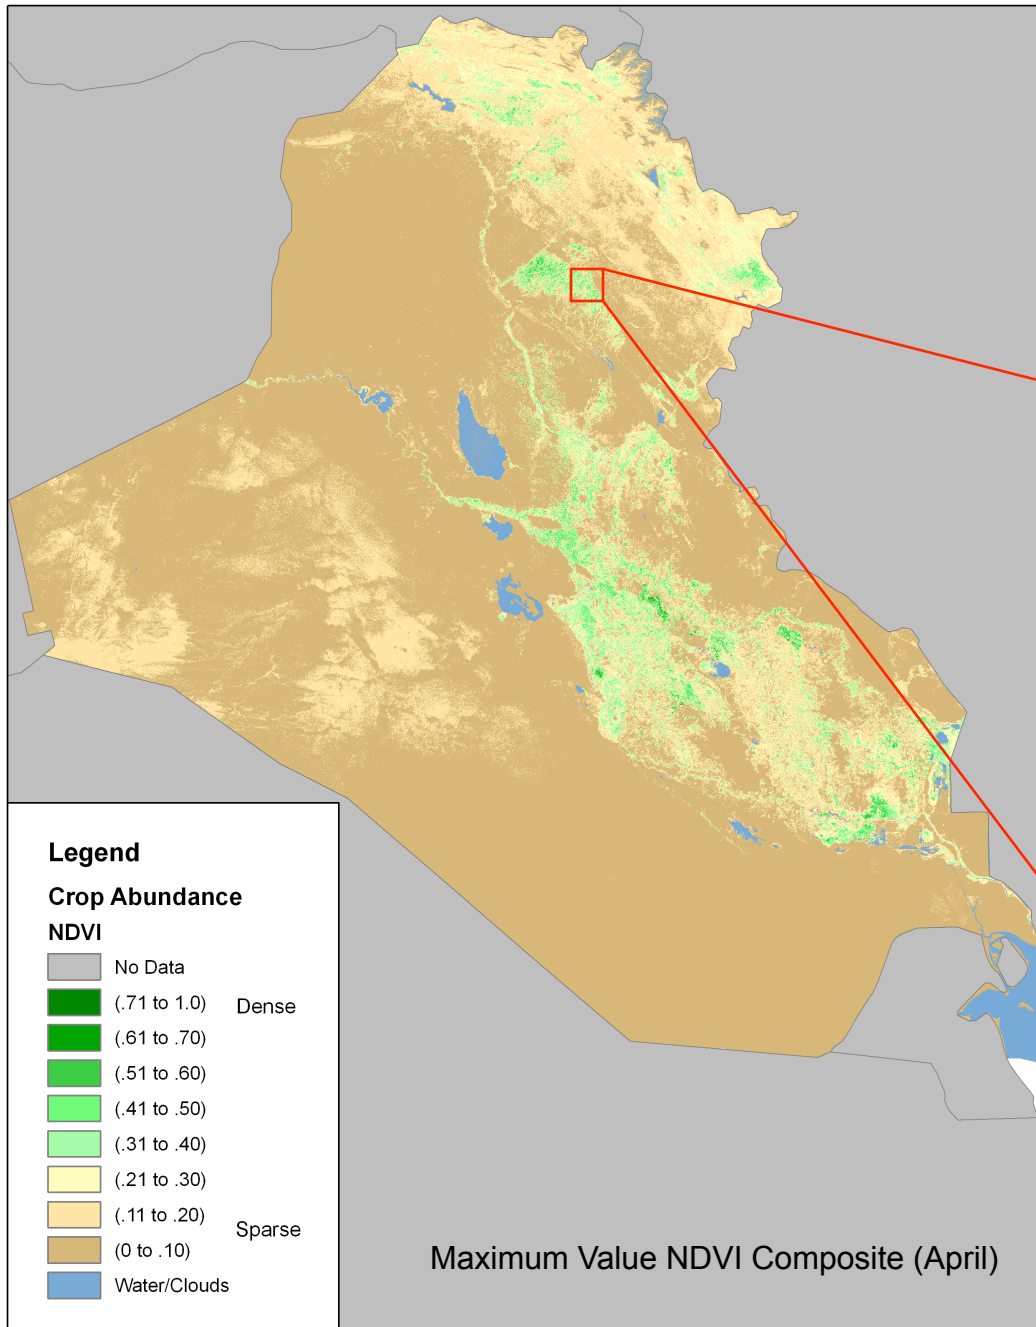 Legend
Crop Abundance
NDVI
No Data
(.71 to 1.0) Dense
(.61 to .70)
(.51 to .60)
(.41 to .50)
(.31 to .40)
(.21 to .30)
(.11 to .20) Sparse
(0 to .10)
Water/Clouds
Maximum Value NDVI Composite (April)